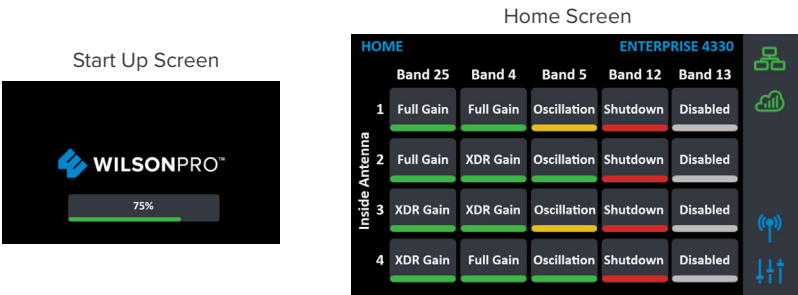 Start Up Screen
WILSONPRO™
75%
Home Screen
HOME ENTERPRISE 4330
Band 25 Band 4 Band 5 Band 12 Band 13
Inside Antenna
1 Full Gain Full Gain Oscillation Shutdown Disabled
2 Full Gain XDR Gain Oscillation Shutdown Disabled
3 XDR Gain XDR Gain Oscillation Shutdown Disabled
4 XDR Gain Full Gain Oscillation Shutdown Disabled